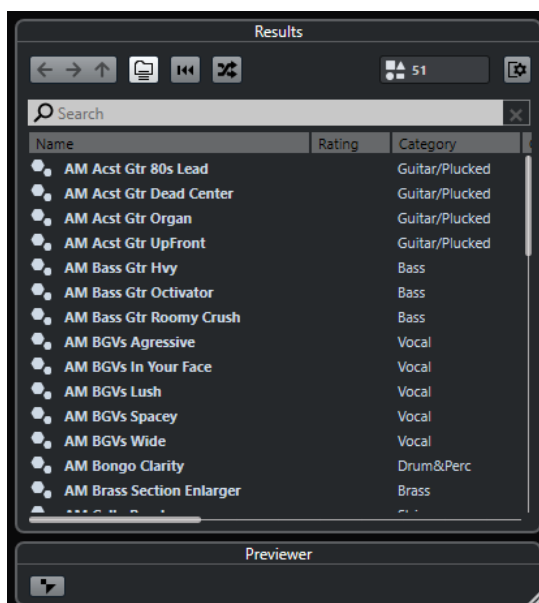 Results
51
Search
Name Rating Category
AM Acst Gtr 80s Lead Guitar/Plucked
AM Acst Gtr Dead Center Guitar/Plucked
AM Acst Gtr Organ Guitar/Plucked
AM Acst Gtr UpFront Guitar/Plucked
AM Bass Gtr Hvy Bass
AM Bass Gtr Octivator Bass
AM Bass Gtr Roomy Crush Bass
AM BGVs Agressive Vocal
AM BGVs In Your Face Vocal
AM BGVs Lush Vocal
AM BGVs Spacey Vocal
AM BGVs Wide Vocal
AM Bongo Clarity Drum&Perc
AM Brass Section Enlarger Brass
Previewer